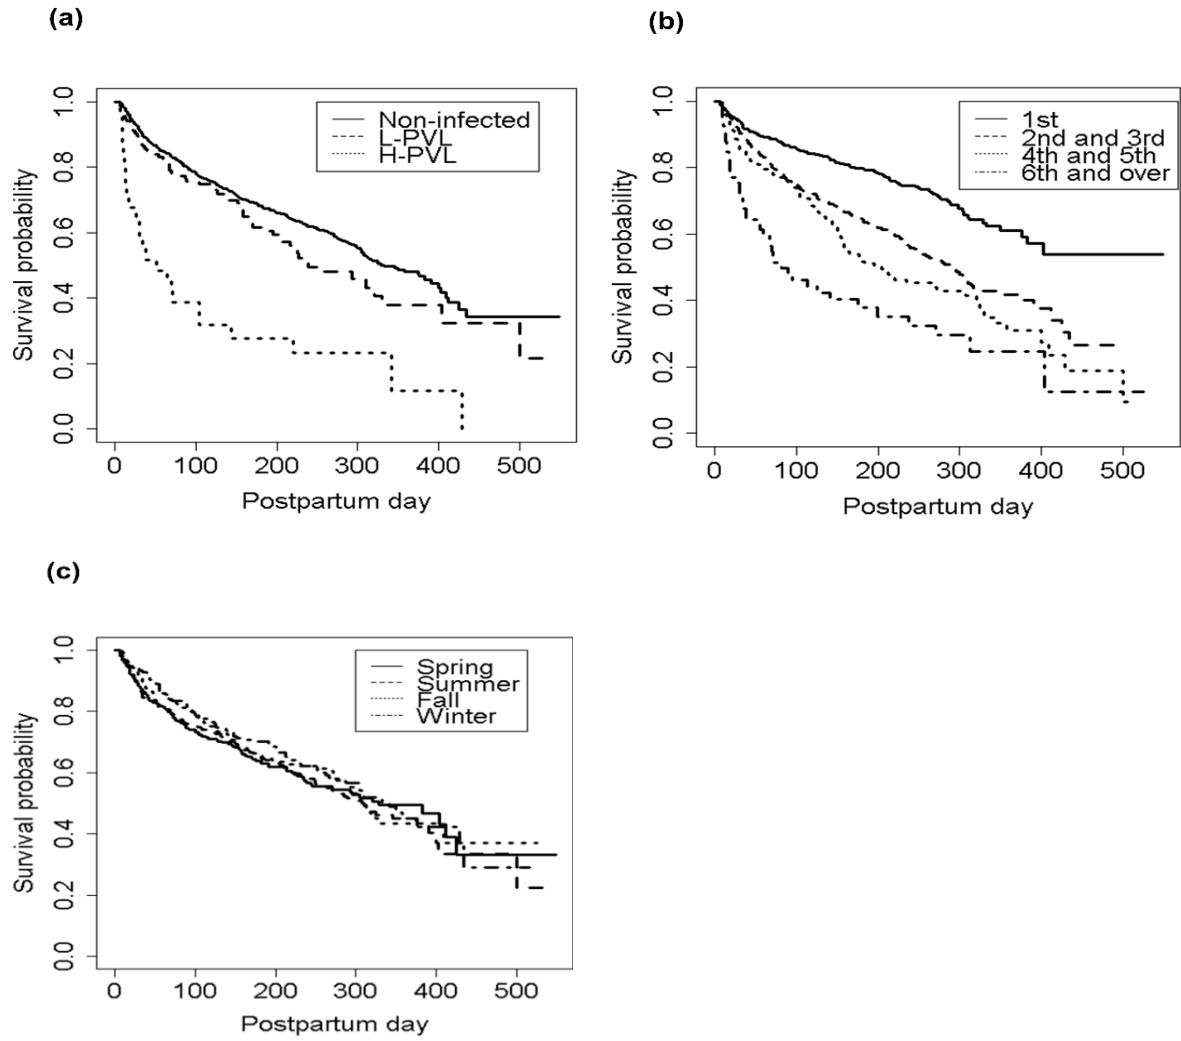 (a)
Survival probability
1.0
0.8
0.6
0.4
0.2
0.0
Non-infected
L-PVL
H-PVL
0 100 200 300 400 500
Postpartum day
(b)
Survival probability
1.0
0.8
0.6
0.4
0.2
0.0
1st
2nd and 3rd
4th and 5th
6th and over
0 100 200 300 400 500
Postpartum day
(c)
Survival probability
1.0
0.8
0.6
0.4
0.2
0.0
Spring
Summer
Fall
Winter
0 100 200 300 400 500
Postpartum day